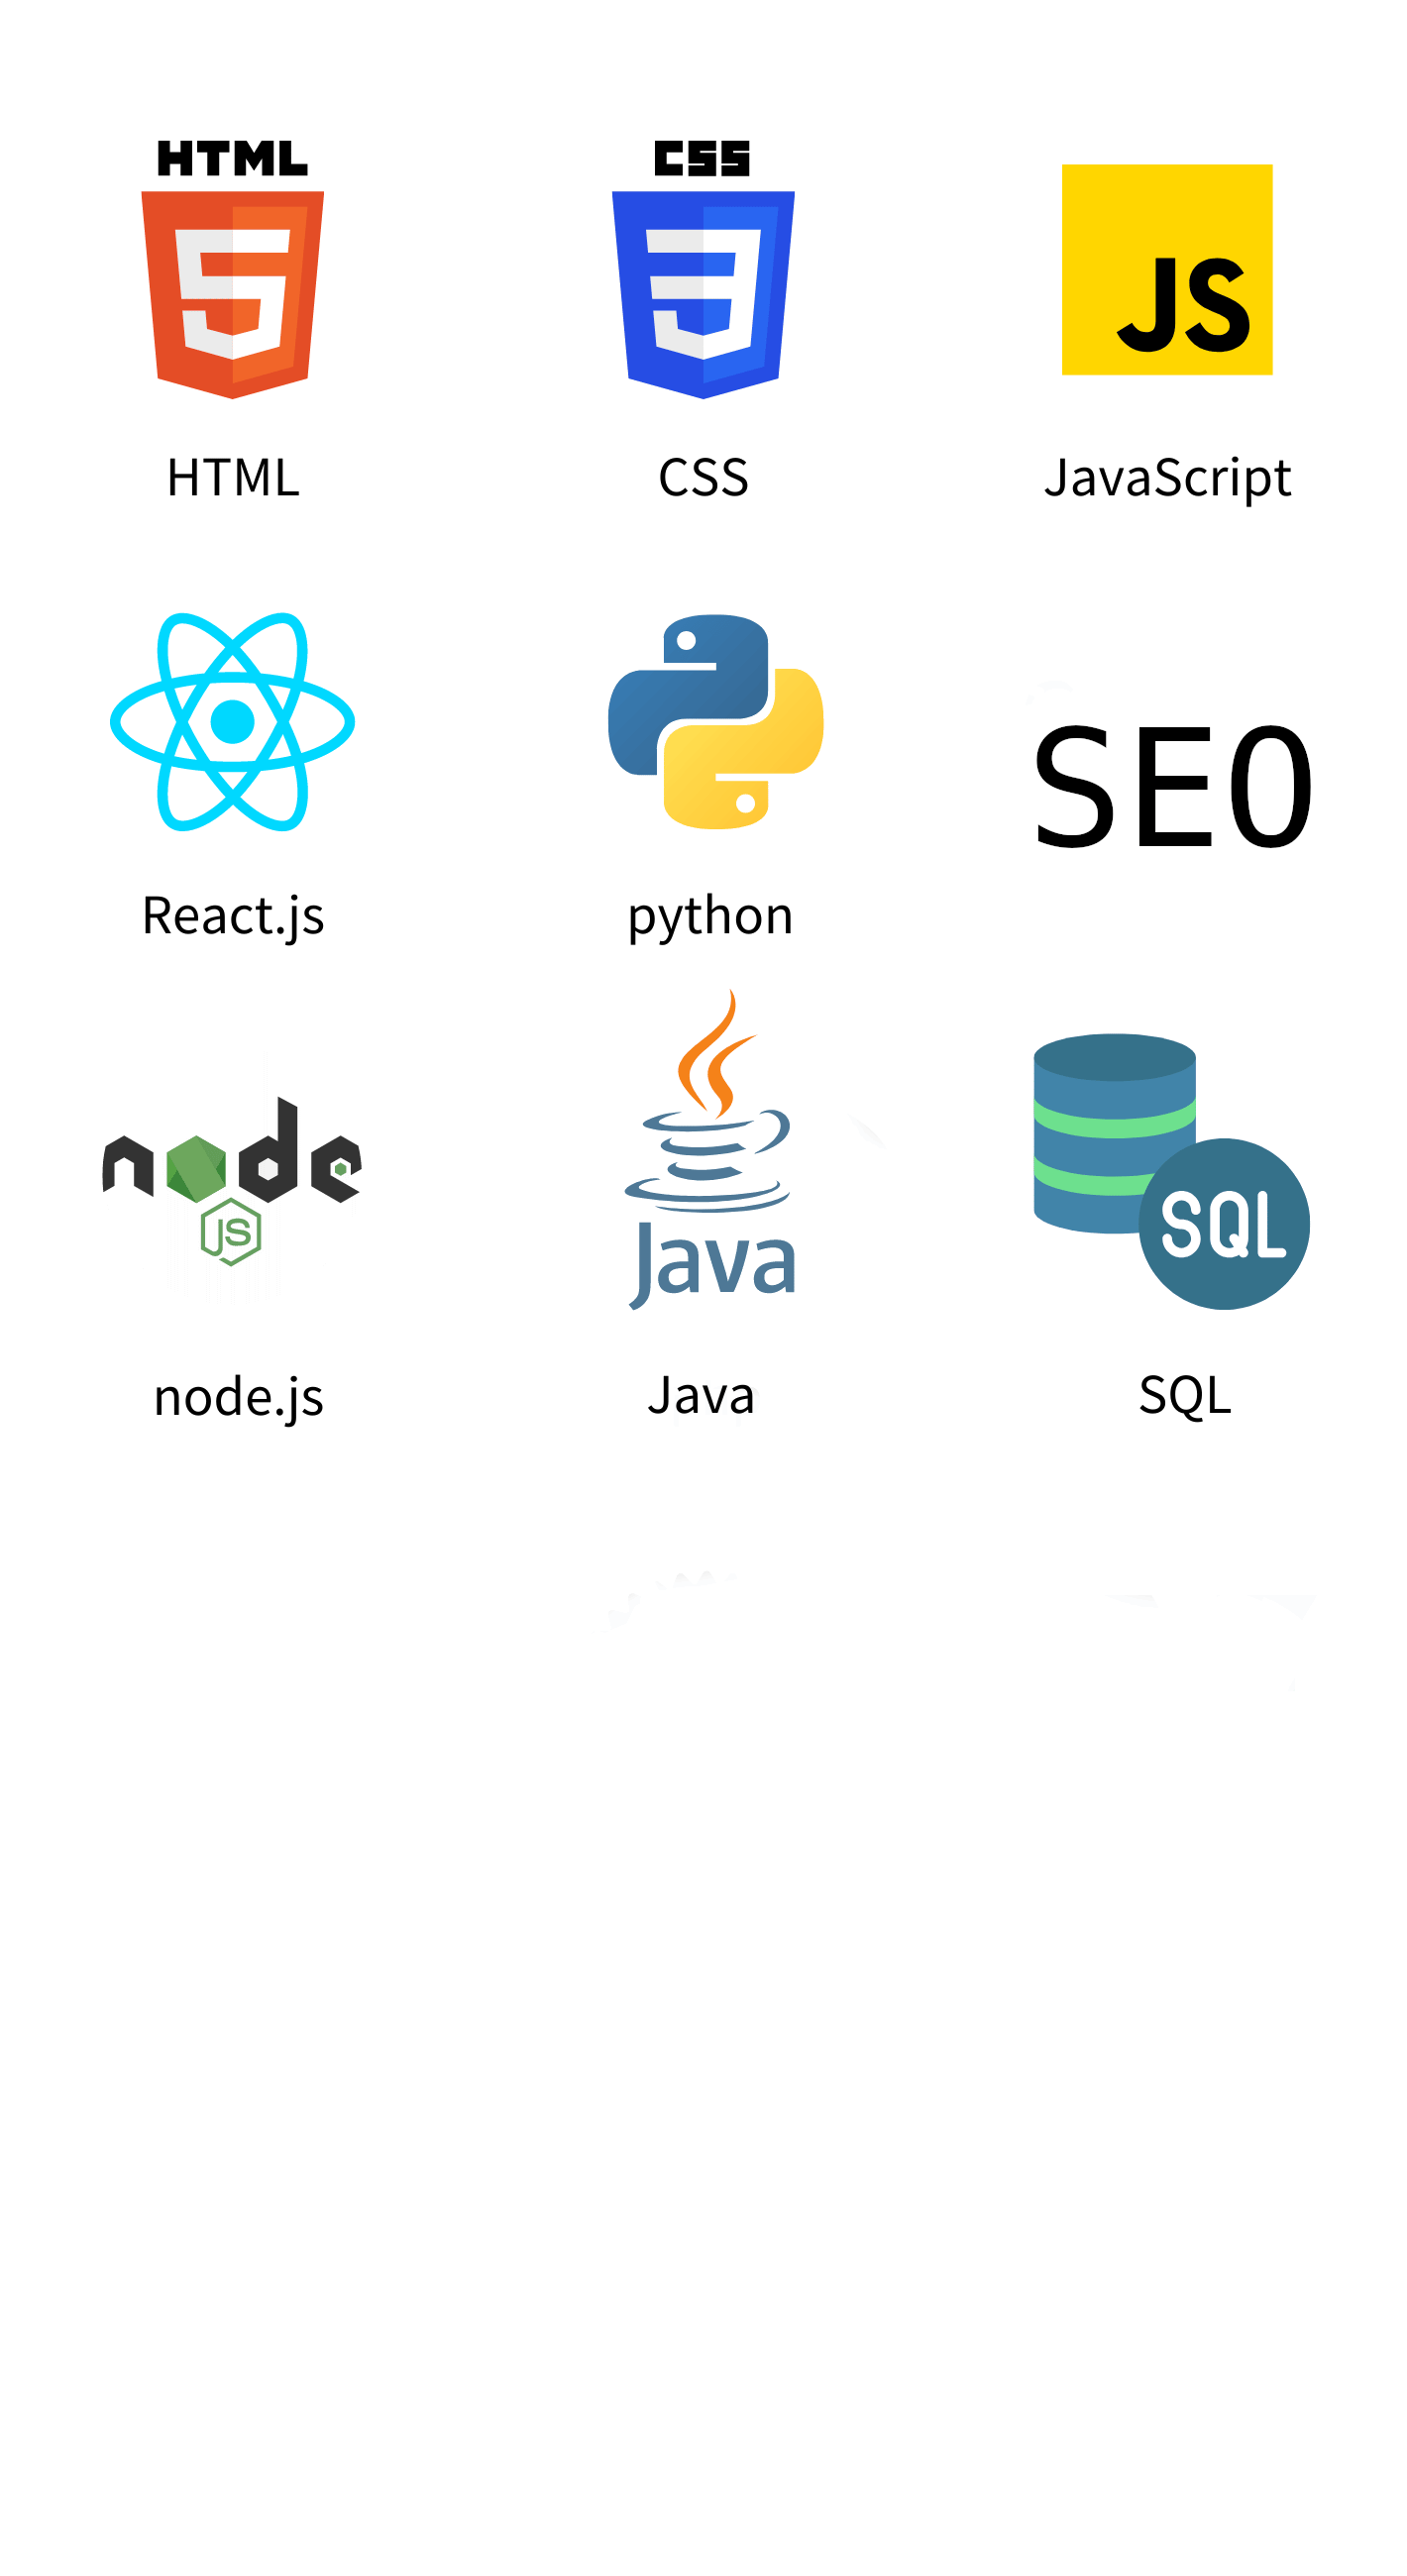 HTML CSS JS
HTML CSS JavaScript
SEO
React.js python
node JS
Java
SQL
node.js Java SQL